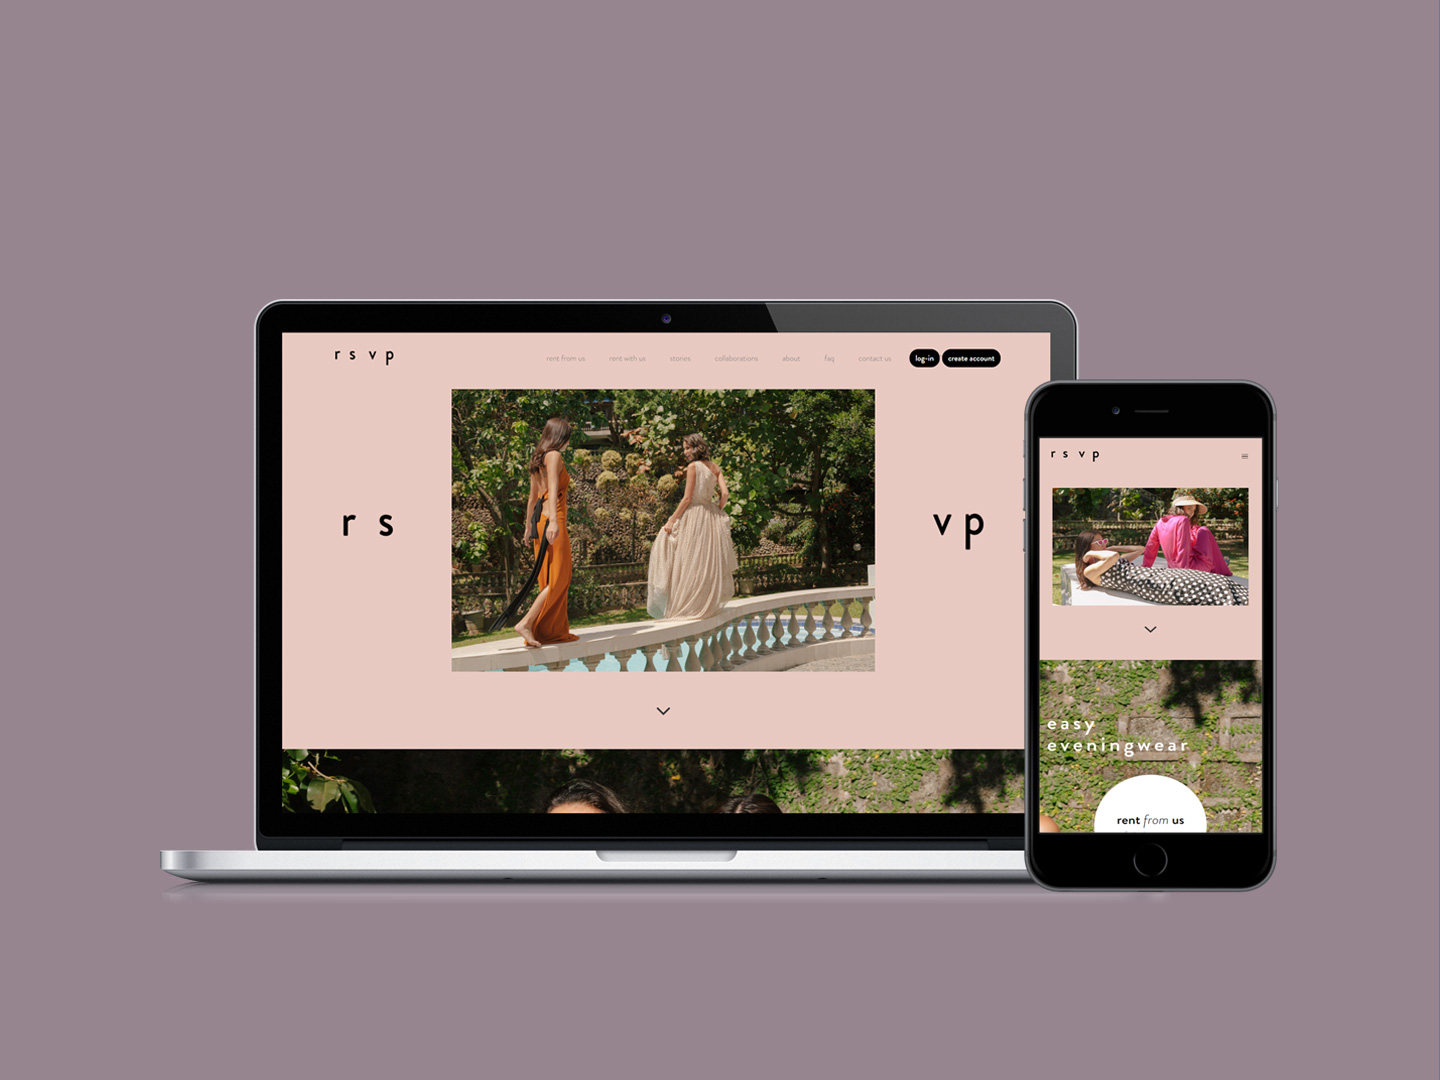 r s v p
rent from us rent with us stories collaborations about faq contact us log-in create account
r s v p
r s v p
easy
eveningwear
rent from us